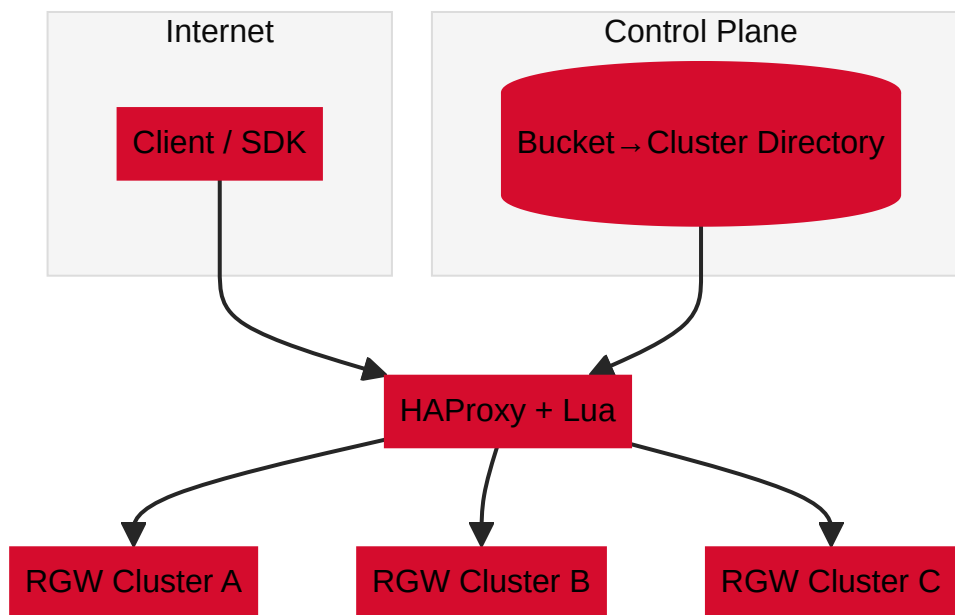 Internet
Control Plane
Client / SDK
Bucket→Cluster Directory
HAProxy + Lua
RGW Cluster A
RGW Cluster B
RGW Cluster C